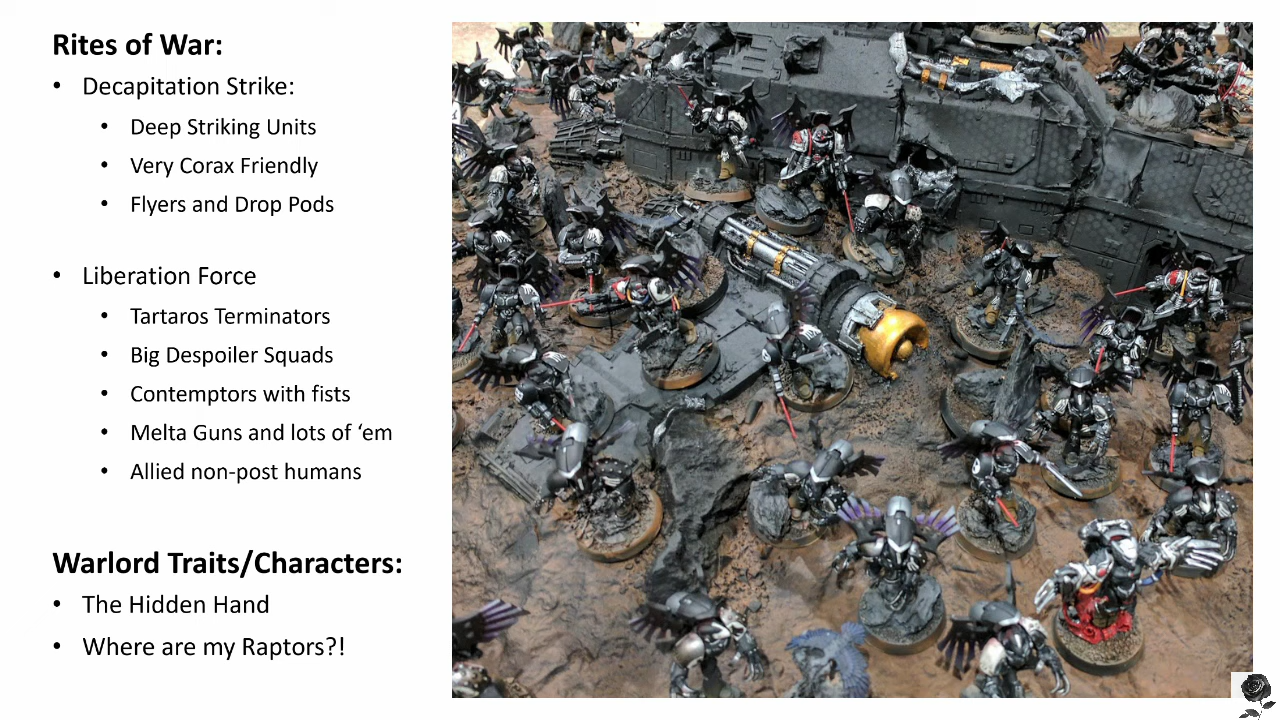 Rites of War:
• Decapitation Strike:
• Deep Striking Units
• Very Corax Friendly
• Flyers and Drop Pods
• Liberation Force
• Tartaros Terminators
• Big Despoiler Squads
• Contemptors with fists
• Melta Guns and lots of ‘em
• Allied non-post humans
Warlord Traits/Characters:
• The Hidden Hand
• Where are my Raptors?!